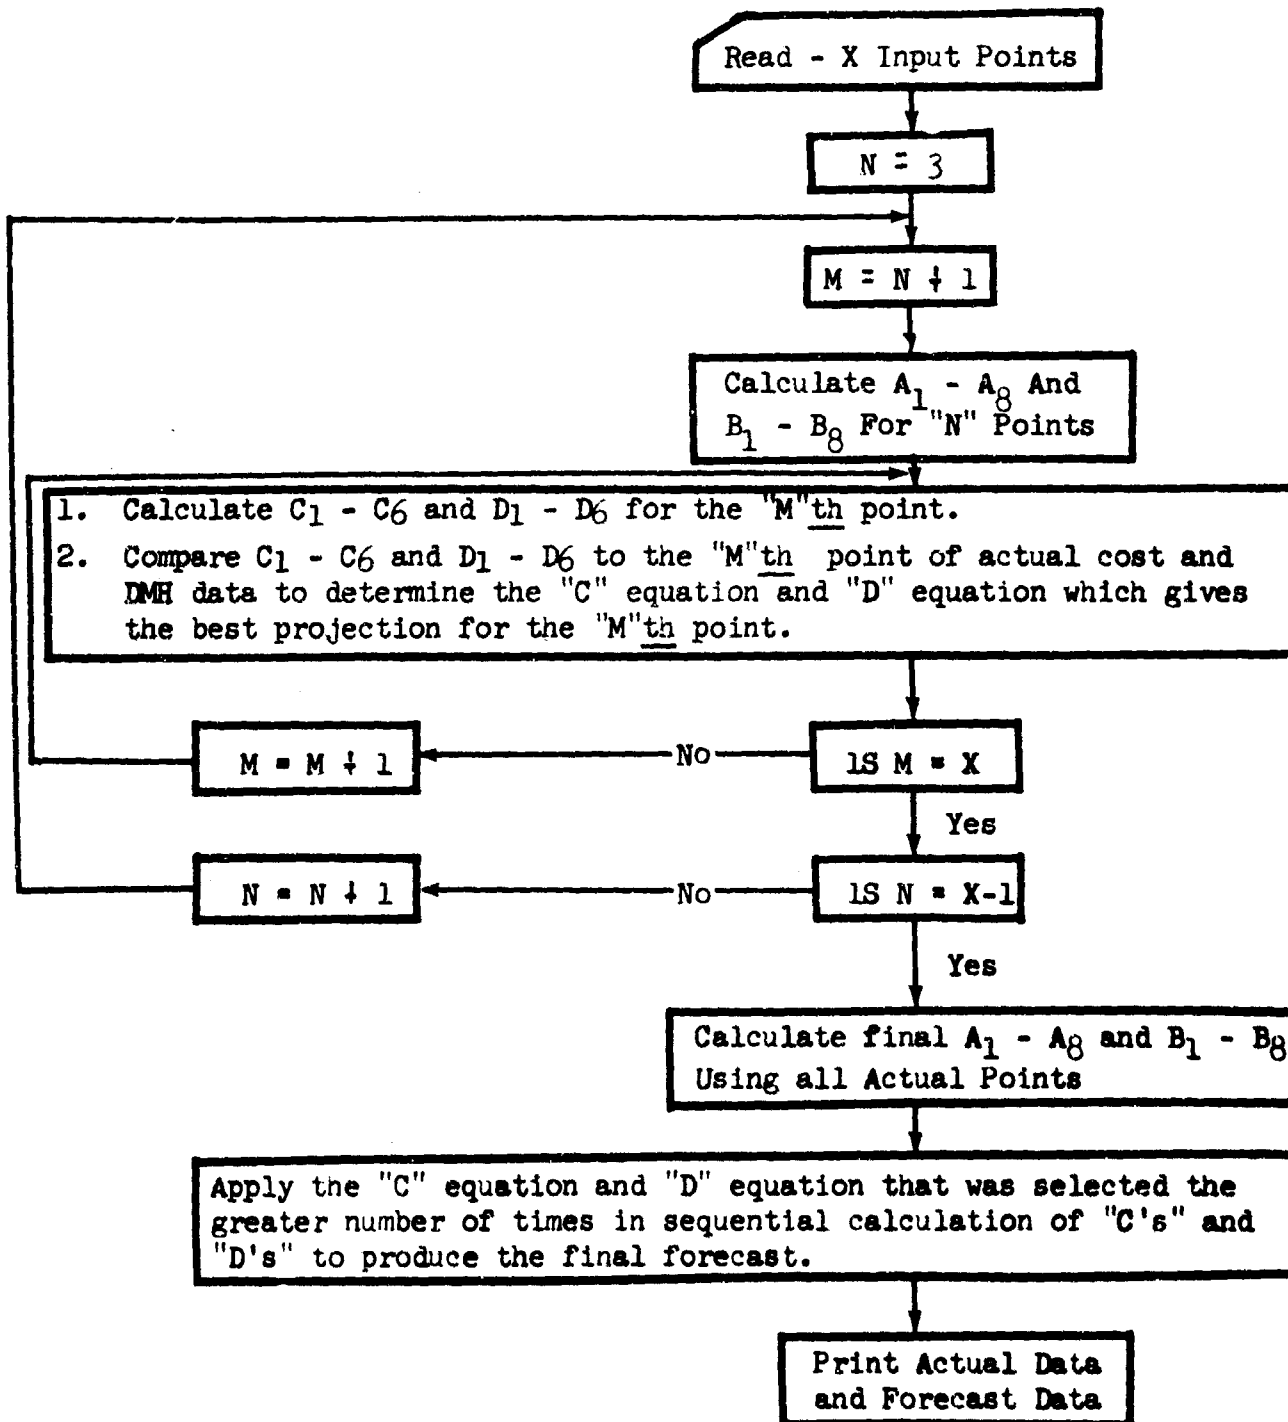 Read - X Input Points
N = 3
M = N + 1
Calculate A1 - A8 And
B1 - B8 For "N" Points
1. Calculate C1 - C6 and D1 - D6 for the "M"th point.
2. Compare C1 - C6 and D1 - D6 to the "M"th point of actual cost and
DMH data to determine the "C" equation and "D" equation which gives
the best projection for the "M"th point.
M = M + 1
No
1S M = X
Yes
N = N + 1
No
1S N = X-1
Yes
Calculate final A1 - A8 and B1 - B8
Using all Actual Points
Apply the "C" equation and "D" equation that was selected the
greater number of times in sequential calculation of "C's" and
"D's" to produce the final forecast.
Print Actual Data
and Forecast Data